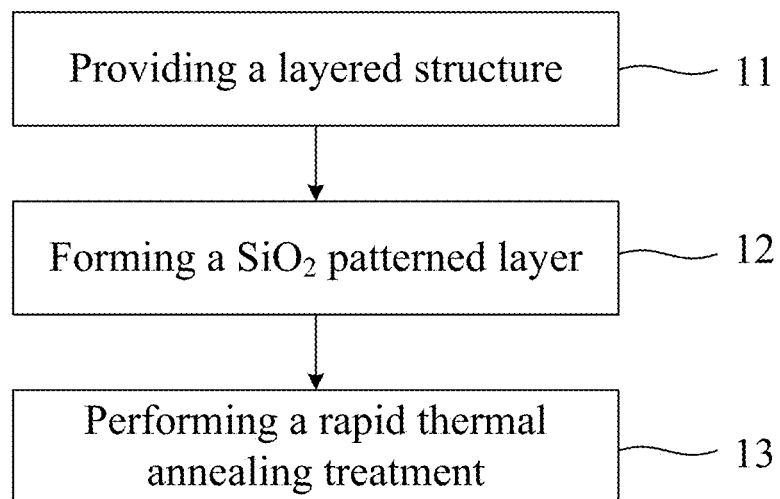 Providing a layered structure
11
Forming a SiO₂ patterned layer
12
Performing a rapid thermal
annealing treatment
13